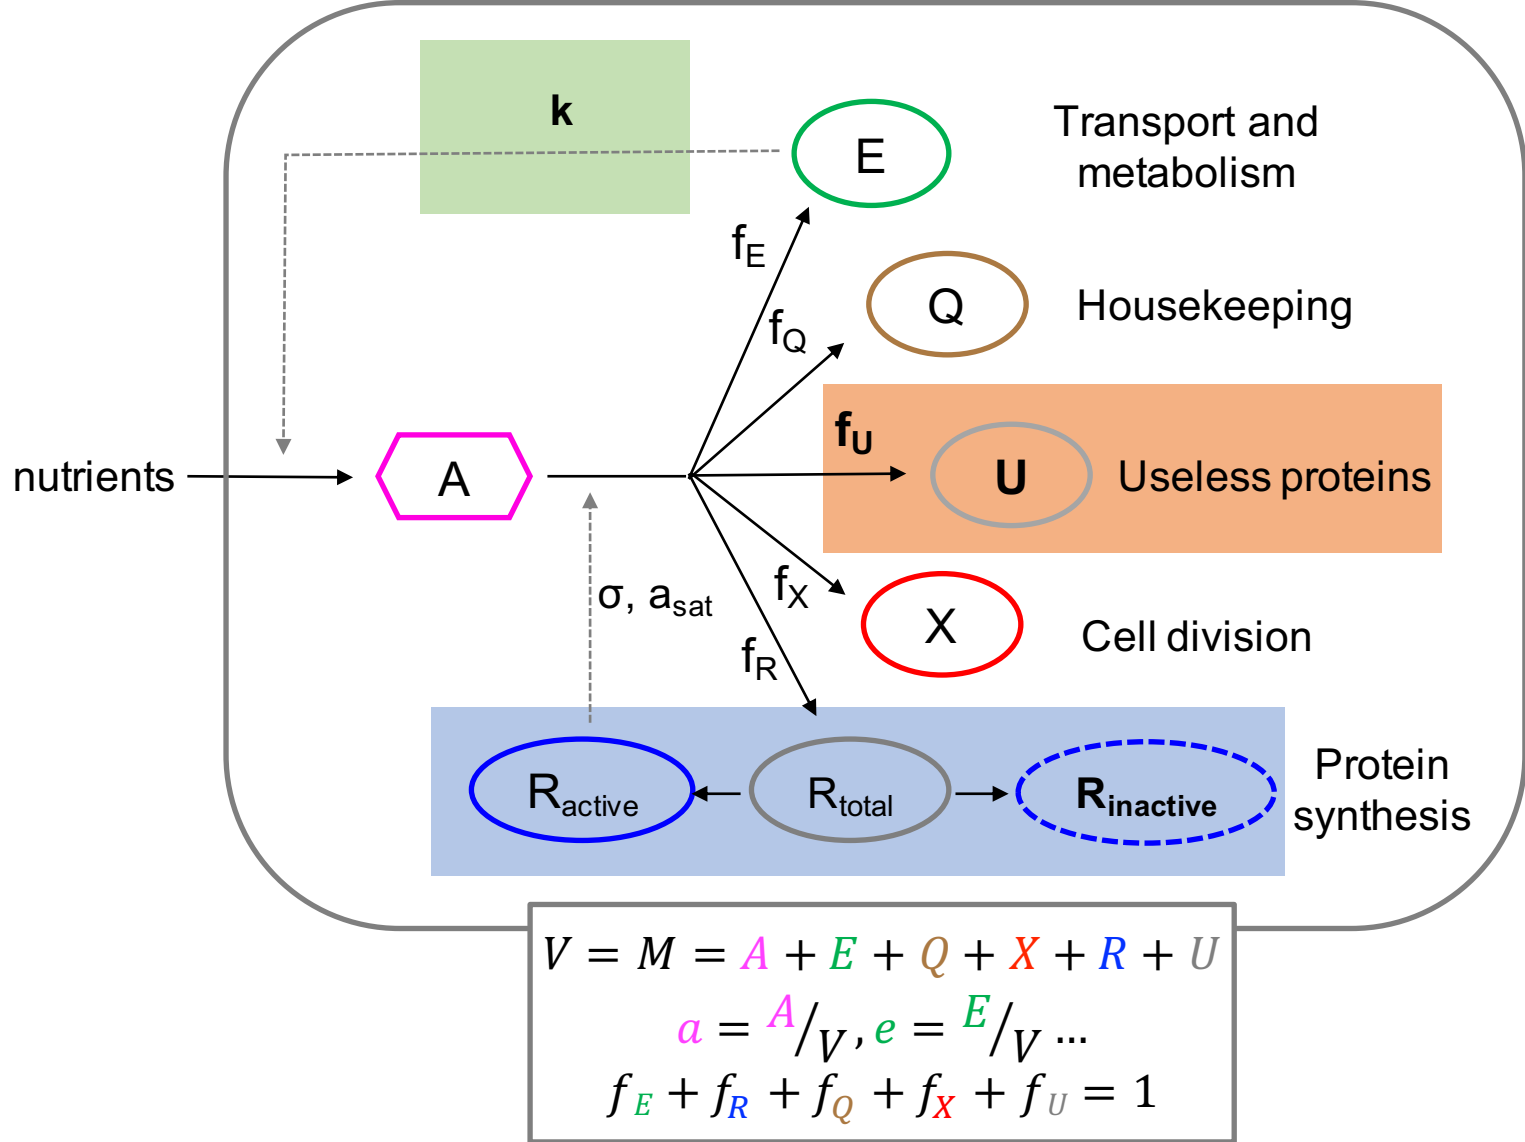 k
E
Transport and
metabolism
f_E
Q
Housekeeping
f_Q
nutrients
A
f_U
U
Useless proteins
σ, a_sat
f_X
X
Cell division
f_R
R_active
R_total
R_inactive
Protein
synthesis
V = M = A + E + Q + X + R + U
a = A/V, e = E/V ...
f_E + f_R + f_Q + f_X + f_U = 1